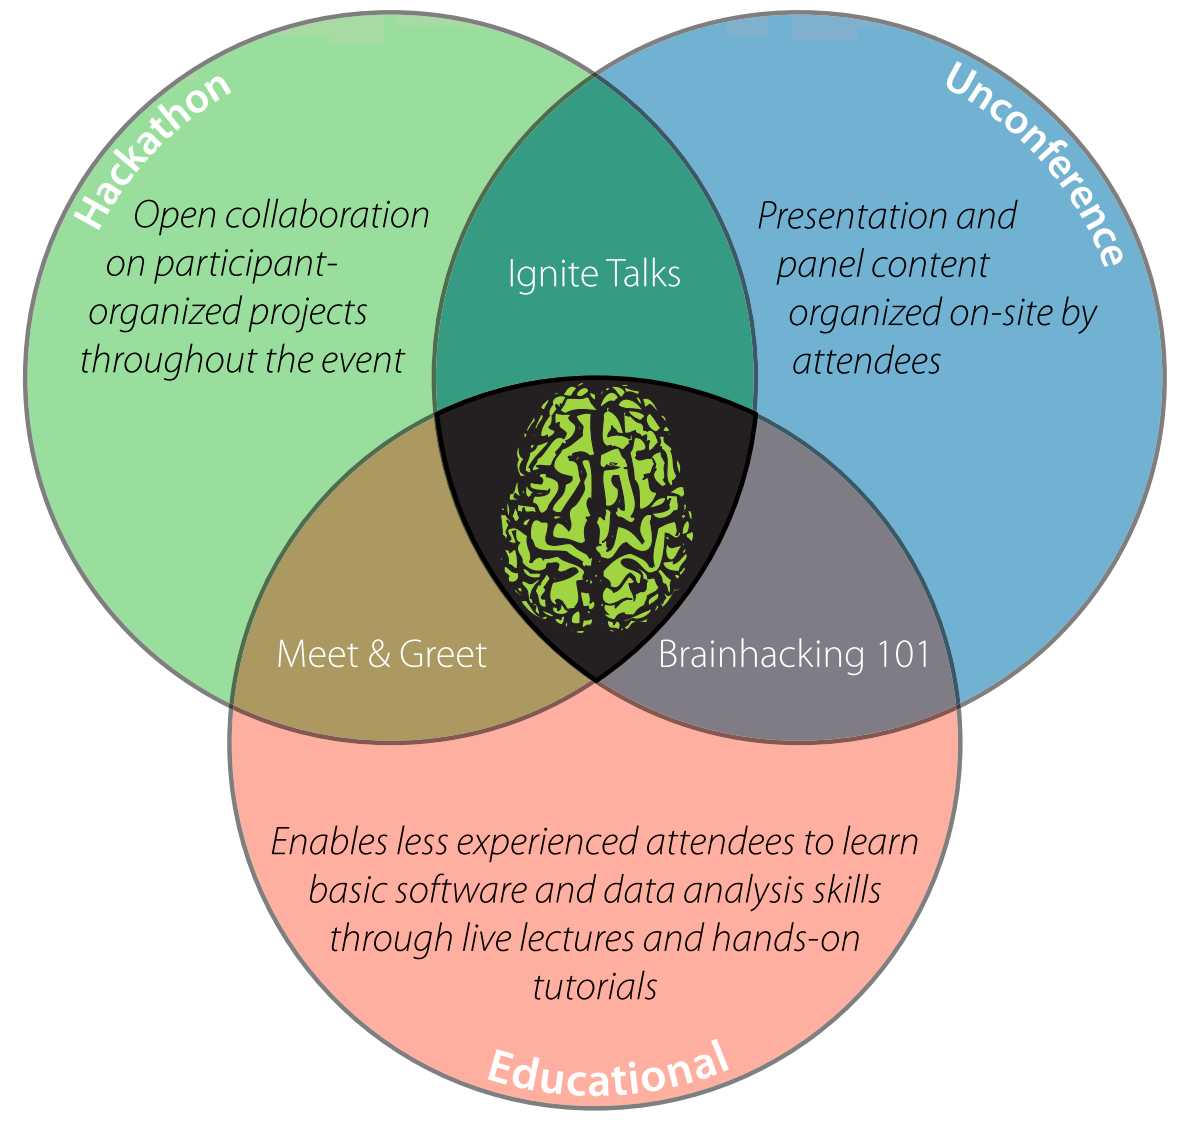 Hackathon
Open collaboration
on participant-
organized projects
throughout the event
Unconference
Presentation and
panel content
organized on-site by
attendees
Ignite Talks
Meet & Greet
Brainhacking 101
Enables less experienced attendees to learn
basic software and data analysis skills
through live lectures and hands-on
tutorials
Educational